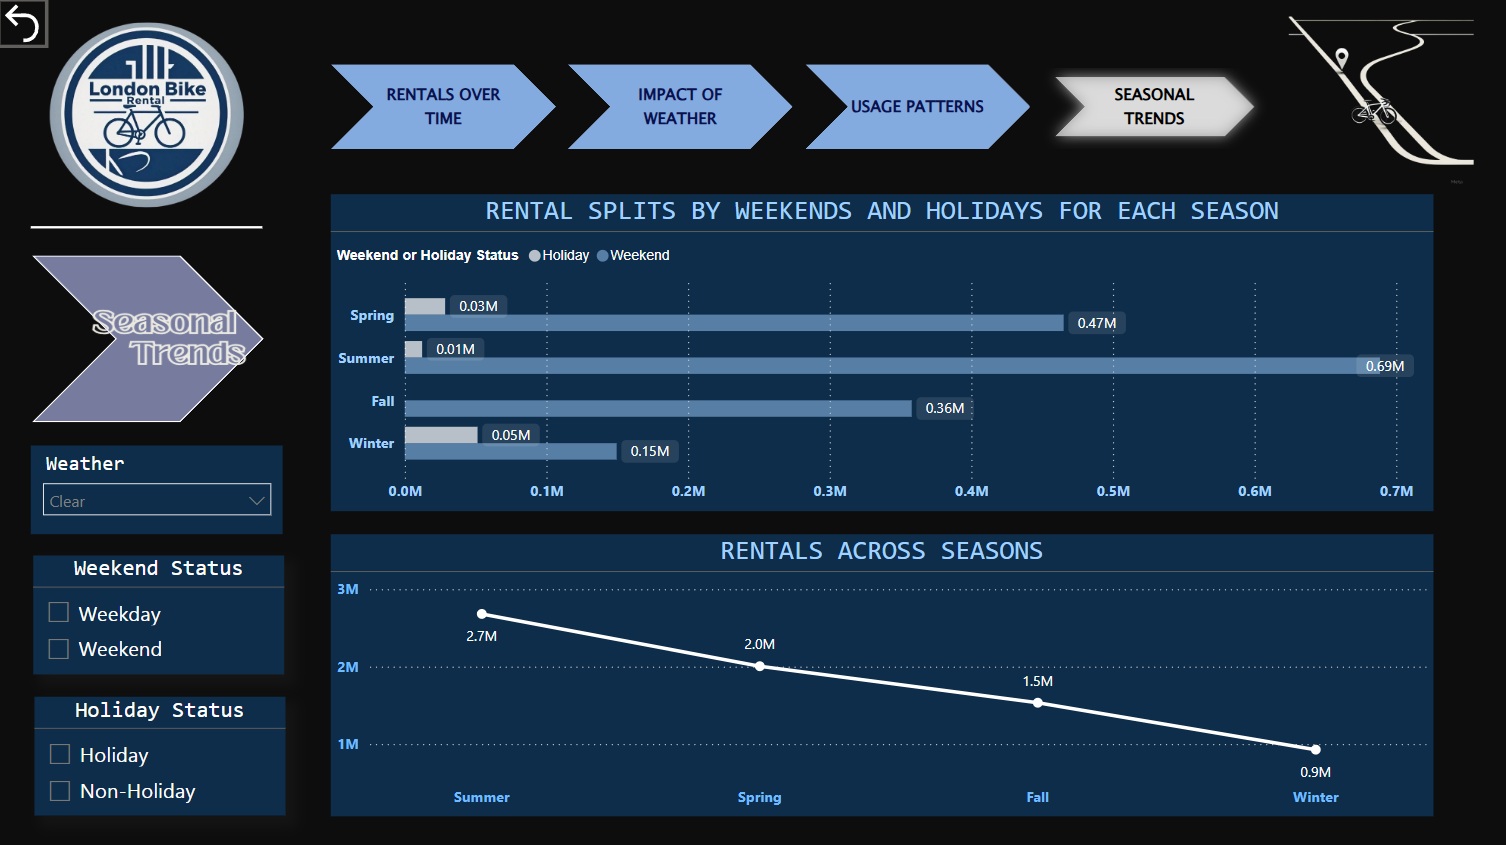 London Bike
Rental
RENTALS OVER
TIME
IMPACT OF
WEATHER
USAGE PATTERNS
SEASONAL
TRENDS
Seasonal
Trends
Weather
Clear
Weekend Status
Weekday
Weekend
Holiday Status
Holiday
Non-Holiday
RENTAL SPLITS BY WEEKENDS AND HOLIDAYS FOR EACH SEASON
Weekend or Holiday Status Holiday Weekend
Spring 0.03M
0.47M
Summer 0.01M
0.69M
Fall 0.36M
Winter 0.05M
0.15M
0.0M 0.1M 0.2M 0.3M 0.4M 0.5M 0.6M 0.7M
RENTALS ACROSS SEASONS
3M
2M
1M
2.7M
2.0M
1.5M
0.9M
Summer Spring Fall Winter